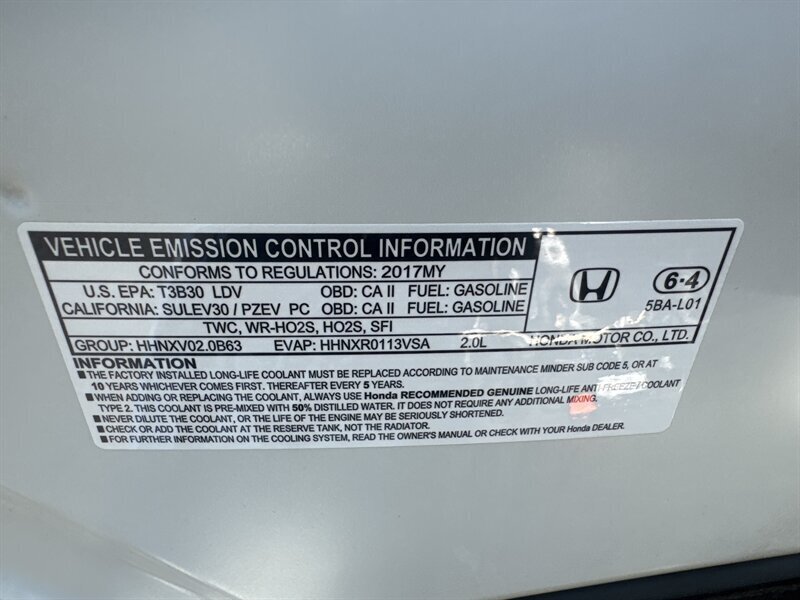 VEHICLE EMISSION CONTROL INFORMATION
CONFORMS TO REGULATIONS: 2017MY
U.S. EPA: T3B30 LDV OBD: CA II FUEL: GASOLINE
CALIFORNIA: SULEV30 / PZEV PC OBD: CA II FUEL: GASOLINE
TWC, WR-HO2S, HO2S, SFI
GROUP: HHNXV02.0B63 EVAP: HHNXR0113VSA 2.0L
6-4
5BA-L01
HONDA MOTOR CO., LTD.
INFORMATION
■ THE FACTORY INSTALLED LONG-LIFE COOLANT MUST BE REPLACED ACCORDING TO MAINTENANCE MINDER SUB CODE 5, OR AT
10 YEARS WHICHEVER COMES FIRST. THEREAFTER EVERY 5 YEARS.
■ WHEN ADDING OR REPLACING THE COOLANT, ALWAYS USE Honda RECOMMENDED GENUINE LONG-LIFE ANTI-FREEZE / COOLANT
TYPE 2. THIS COOLANT IS PRE-MIXED WITH 50% DISTILLED WATER. IT DOES NOT REQUIRE ANY ADDITIONAL MIXING.
■ NEVER DILUTE THE COOLANT, OR THE LIFE OF THE ENGINE MAY BE SERIOUSLY SHORTENED.
■ CHECK OR ADD THE COOLANT AT THE RESERVE TANK, NOT THE RADIATOR.
■ FOR FURTHER INFORMATION ON THE COOLING SYSTEM, READ THE OWNER'S MANUAL OR CHECK WITH YOUR Honda DEALER.